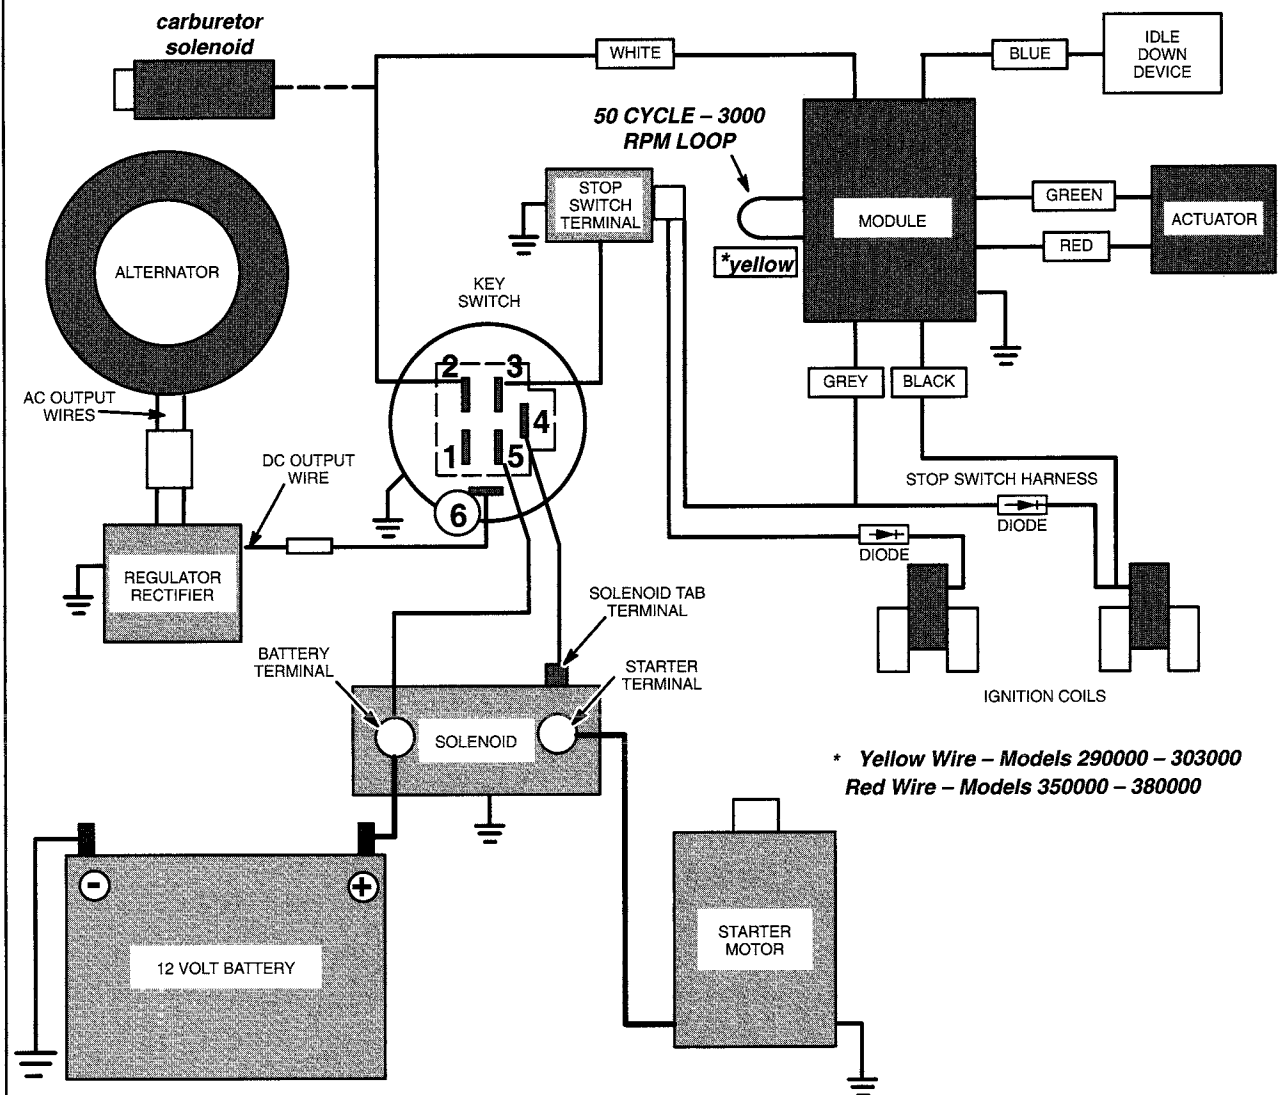 carburetor
solenoid
WHITE
BLUE
IDLE
DOWN
DEVICE
50 CYCLE – 3000
RPM LOOP
STOP
SWITCH
TERMINAL
MODULE
GREEN
RED
ACTUATOR
*yellow
ALTERNATOR
KEY
SWITCH
2
3
4
1
5
6
GREY
BLACK
AC OUTPUT
WIRES
DC OUTPUT
WIRE
STOP SWITCH HARNESS
DIODE
DIODE
REGULATOR
RECTIFIER
SOLENOID TAB
TERMINAL
BATTERY
TERMINAL
STARTER
TERMINAL
IGNITION COILS
SOLENOID
* Yellow Wire – Models 290000 – 303000
Red Wire – Models 350000 – 380000
-
+
12 VOLT BATTERY
STARTER
MOTOR